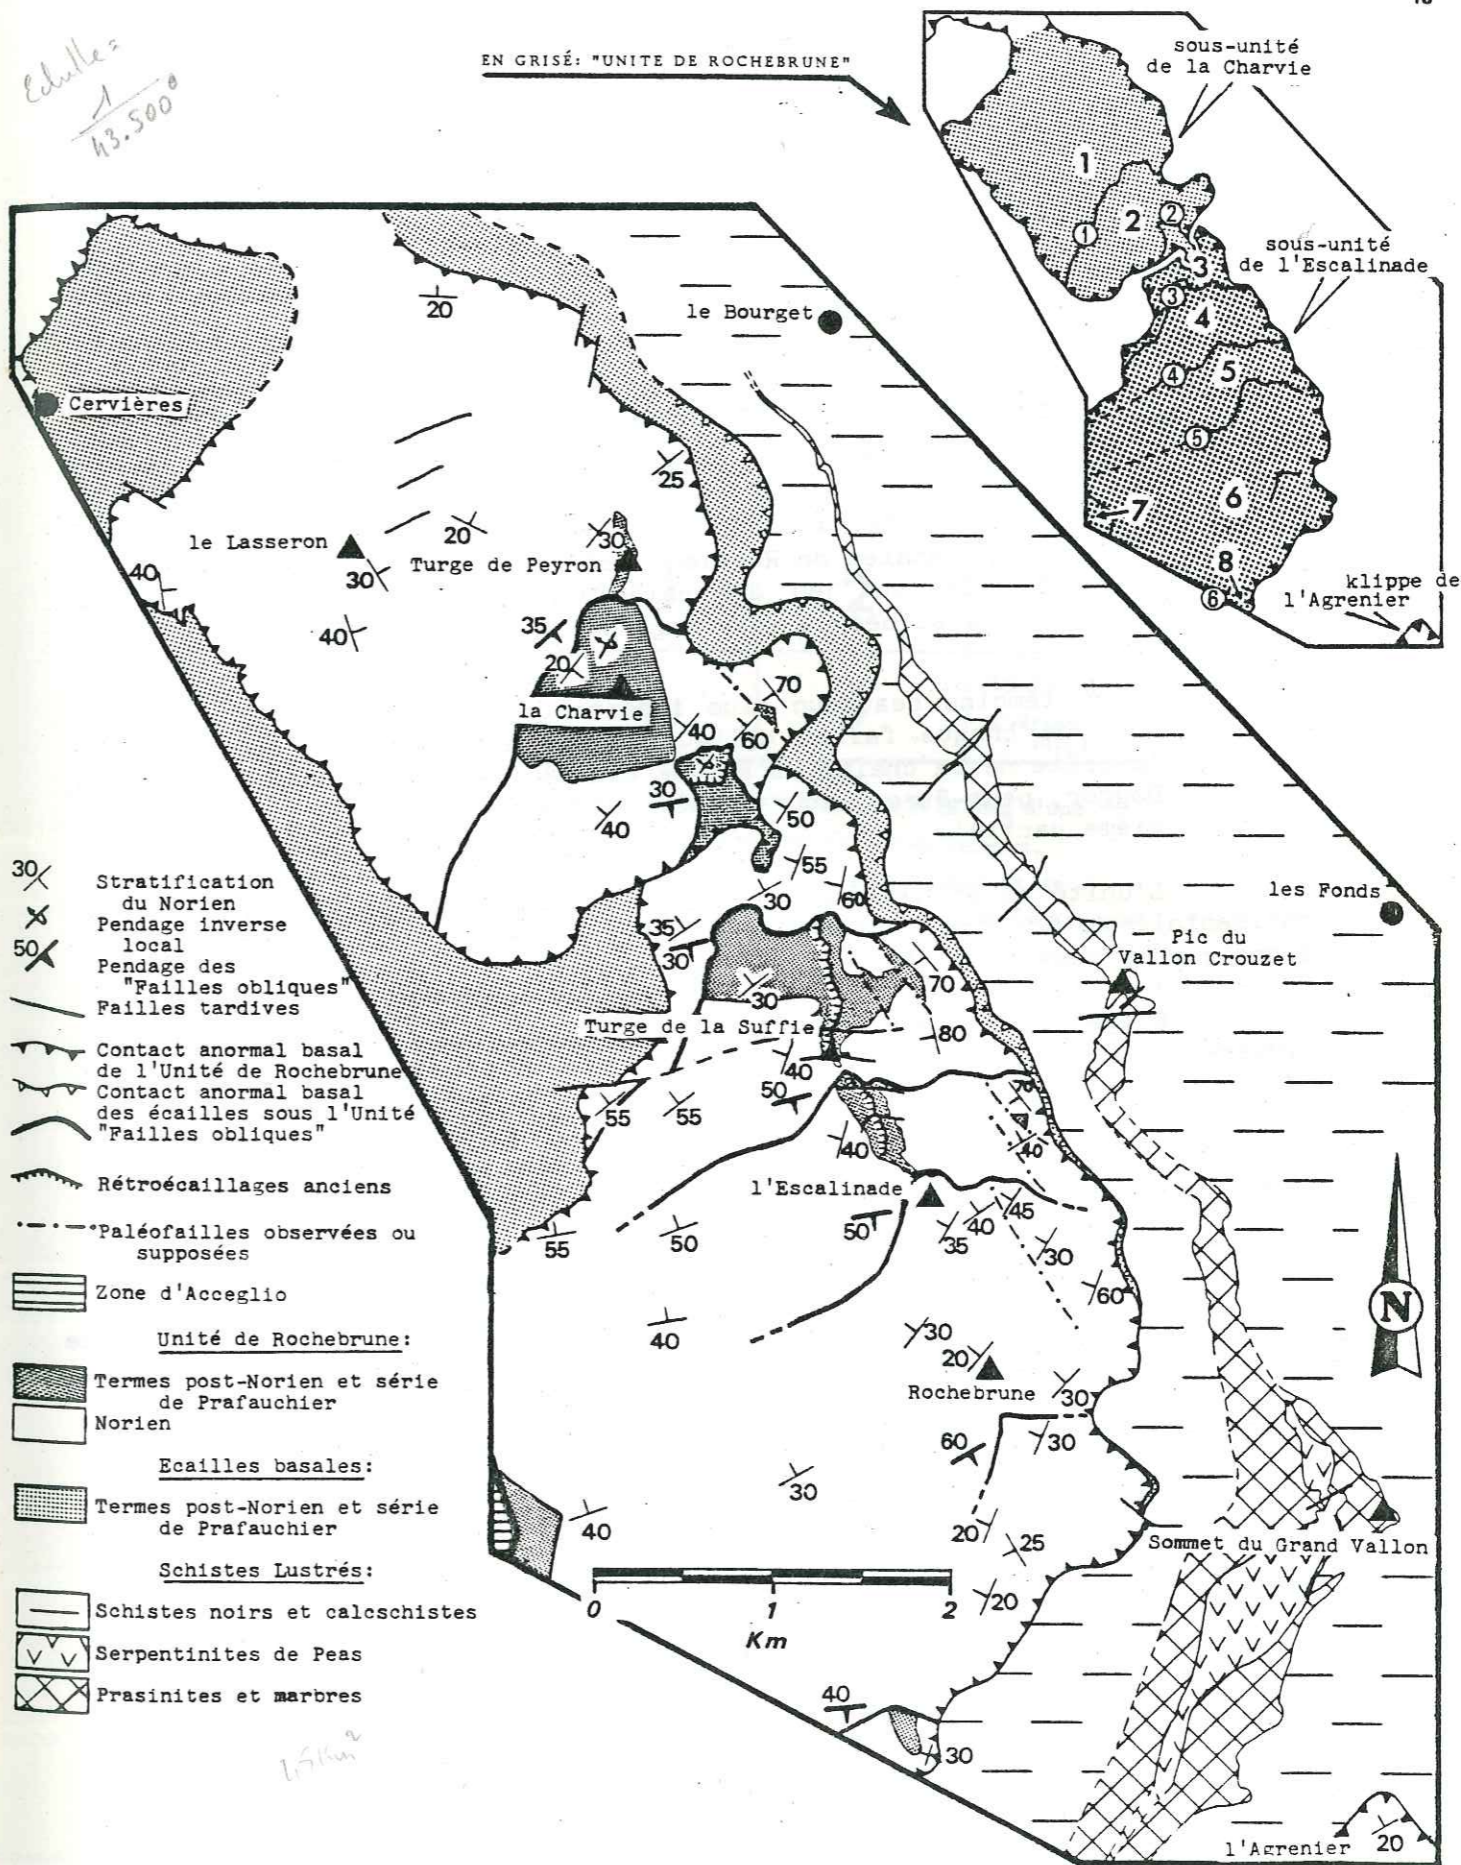 Echelle =
1
43.500°
EN GRISÉ: "UNITE DE ROCHEBRUNE"
sous-unité
de la Charvie
sous-unité
de l'Escalinade
klippe de
l'Agrenier
1
2
3
4
5
6
7
8
1
2
3
4
5
6
20
le Bourget
Cervières
25
le Lasseron
20
30
Turge de Peyron
40
30
40
35
20
70
la Charvie
40
60
30
40
50
55
30
60
les Fonds
35
30
Pic du
Vallon Crouzet
30
70
Turge de la Suffie
80
40
50
55
55
70
40
40
l'Escalinade
50
45
40
35
30
55
50
60
40
30
20
Rochebrune
30
60
30
30
40
20
25
Sommet du Grand Vallon
20
40
30
l'Agrenier
20
N
30
Stratification
du Norien
Pendage inverse
local
50
Pendage des
"Failles obliques"
Failles tardives
Contact anormal basal
de l'Unité de Rochebrune
Contact anormal basal
des écailles sous l'Unité
"Failles obliques"
Rétroécaillages anciens
Paléofailles observées ou
supposées
Zone d'Acceglio
Unité de Rochebrune:
Termes post-Norien et série
de Prafauchier
Norien
Ecailles basales:
Termes post-Norien et série
de Prafauchier
Schistes Lustrés:
Schistes noirs et calcschistes
Serpentinites de Peas
Prasinites et marbres
0 1 2
Km